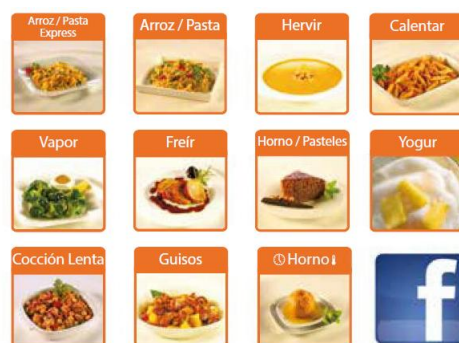 Arroz / Pasta
Express
Arroz / Pasta
Hervir
Calentar
Vapor
Freír
Horno / Pasteles
Yogur
Cocción Lenta
Guisos
Horno
f